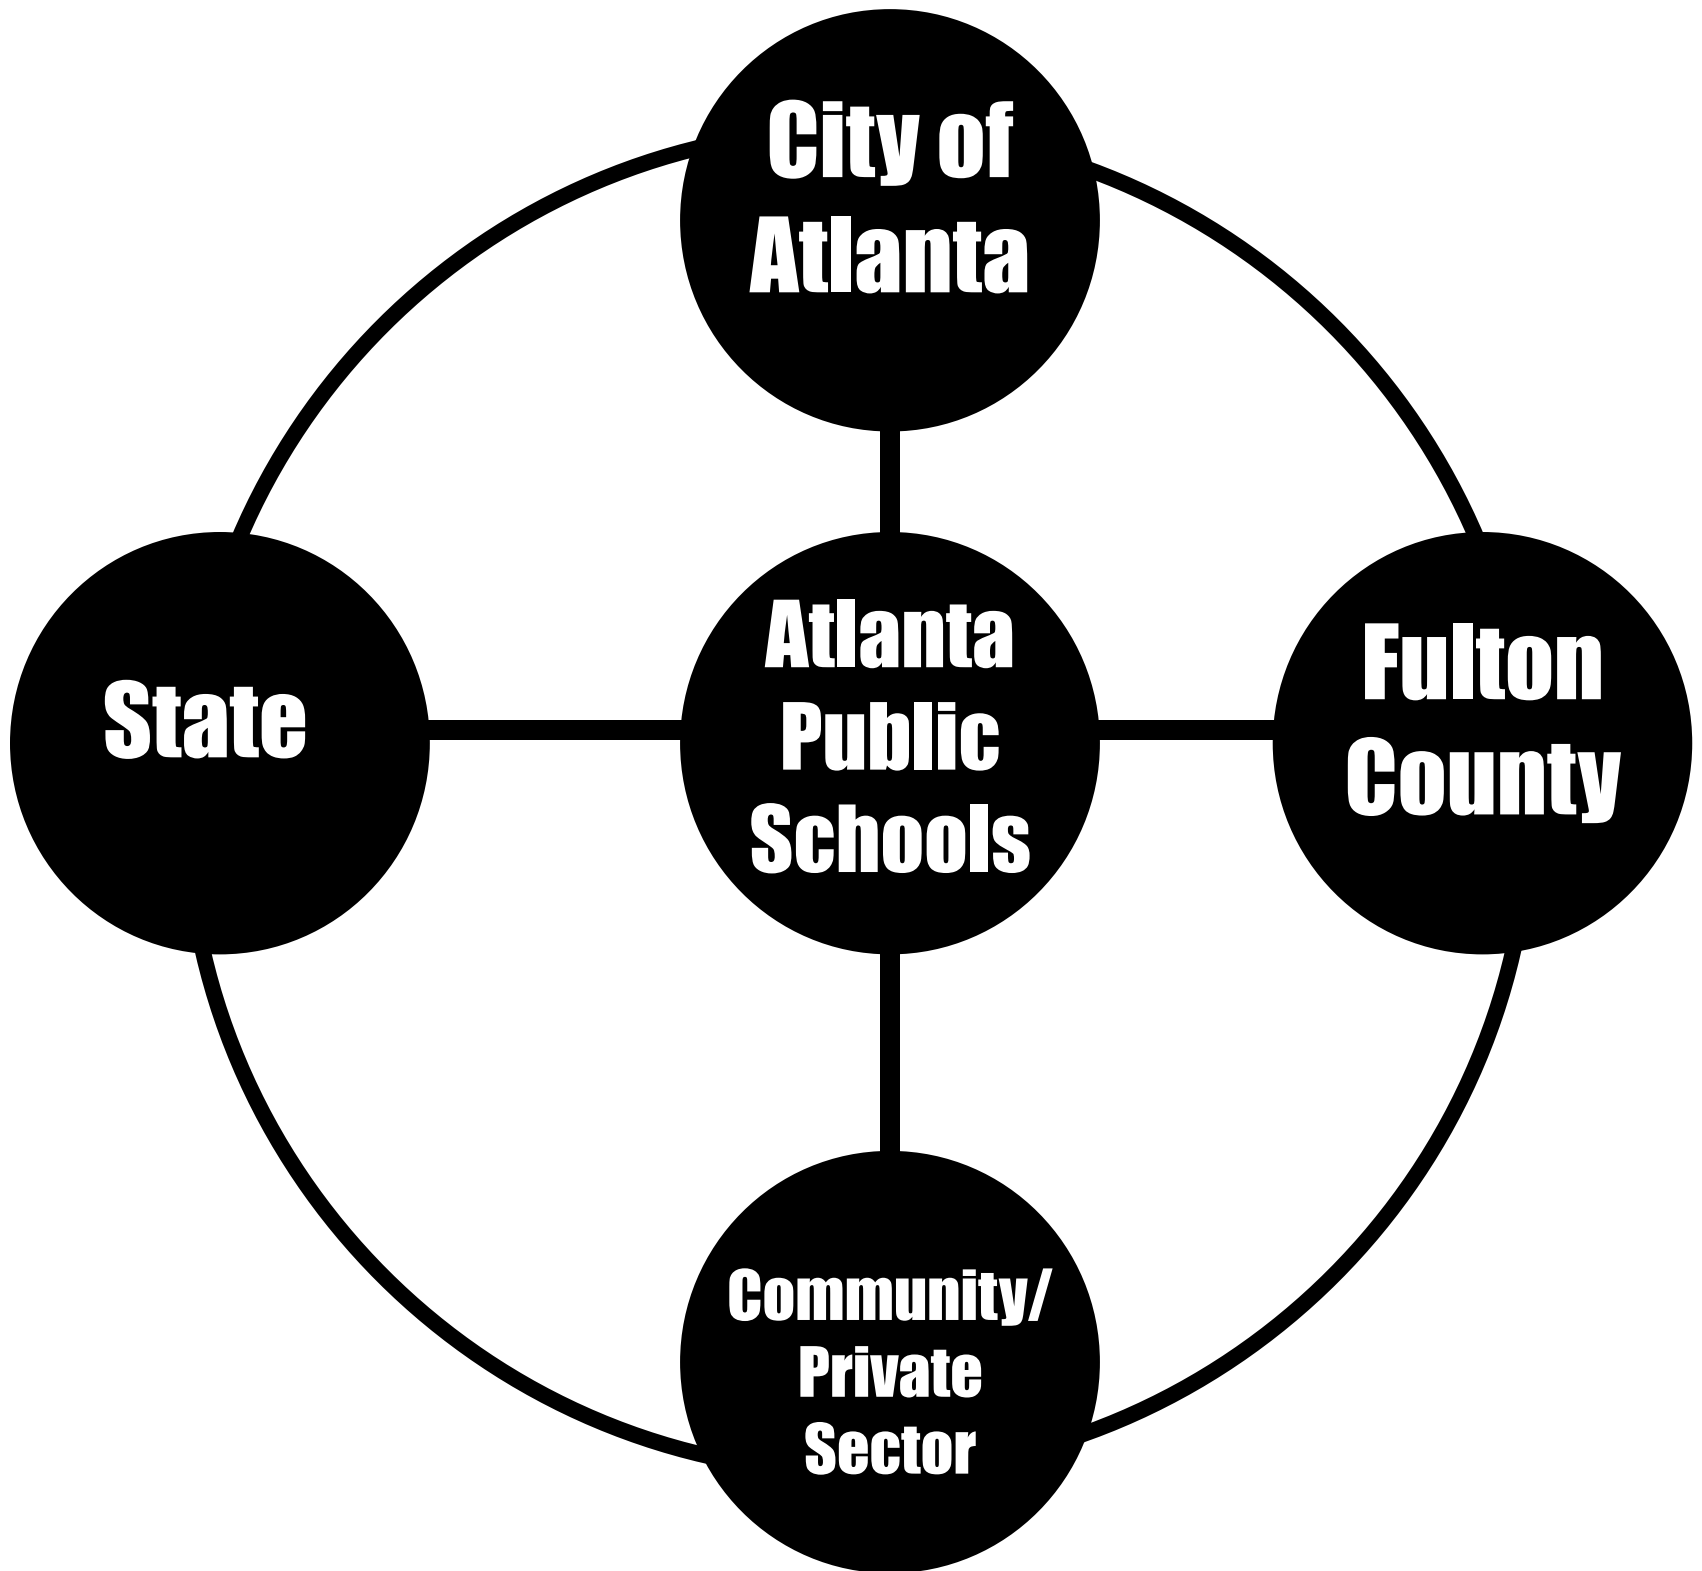 City of
Atlanta
State
Atlanta
Public
Schools
Fulton
County
Community/
Private
Sector